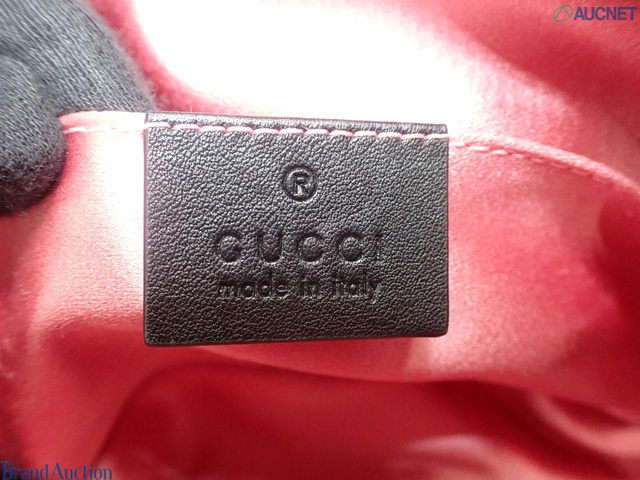 AUCNET
®
GUCCI
made in italy
Brand Auction